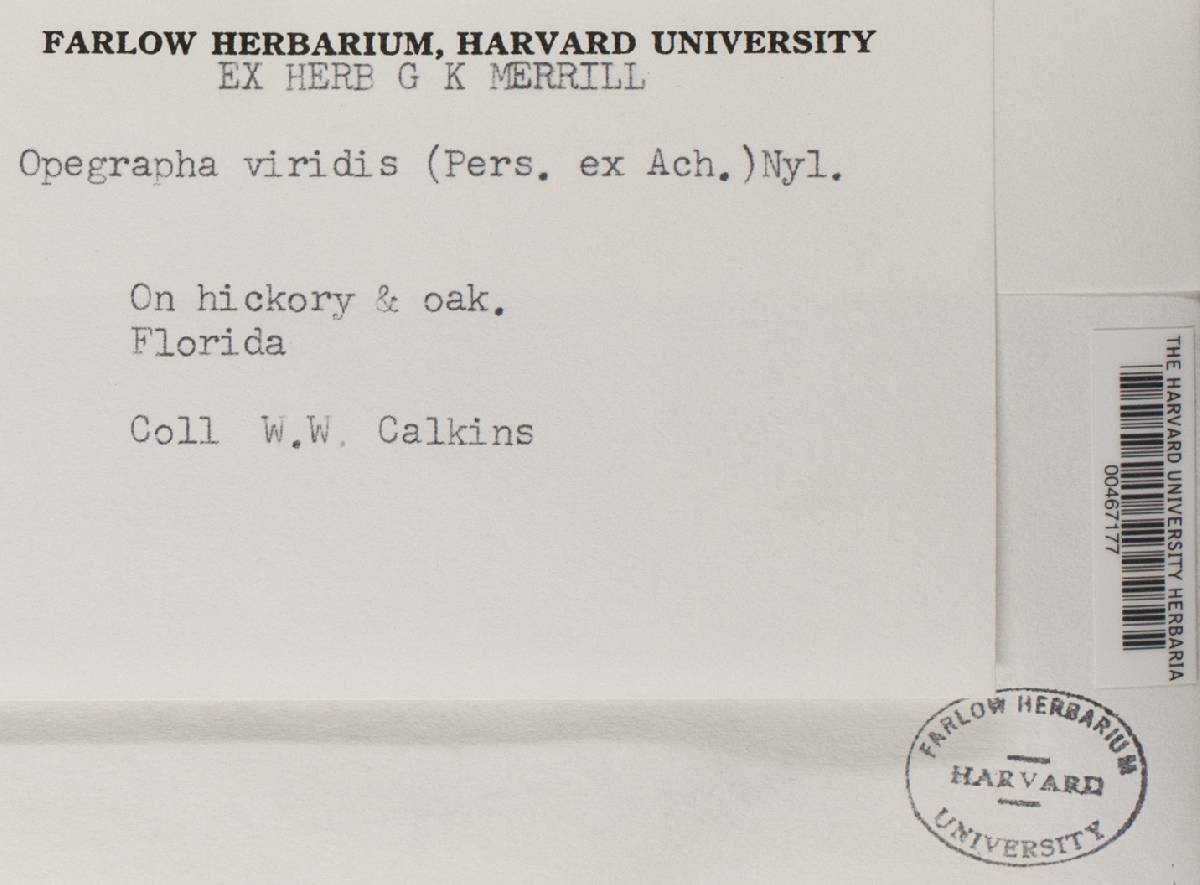 FARLOW HERBARIUM, HARVARD UNIVERSITY
EX HERB G K MERRILL
Opegrapha viridis (Pers. ex Ach.)Nyl.
On hickory & oak.
Florida
Coll W.W. Calkins
THE HARVARD UNIVERSITY HERBARIA
00467177
FARLOW HERBARIUM
HARVARD
UNIVERSITY